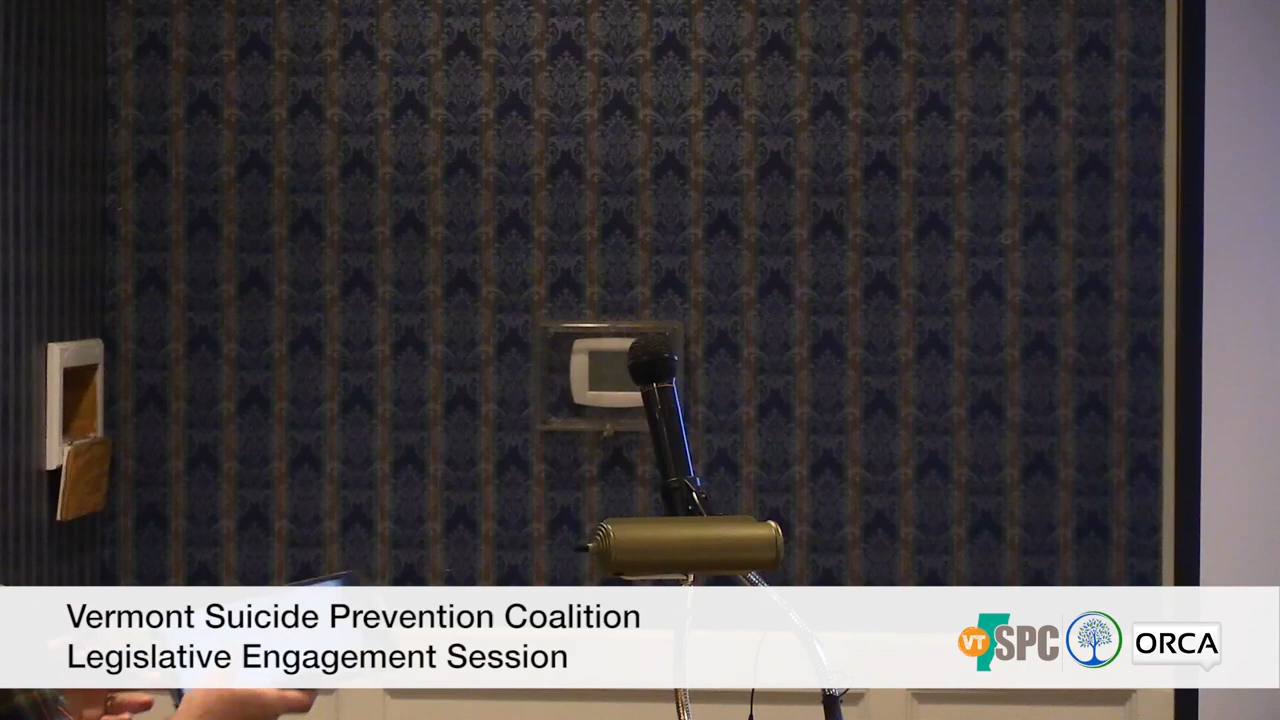 Vermont Suicide Prevention Coalition
Legislative Engagement Session
VT SPC
ORCA